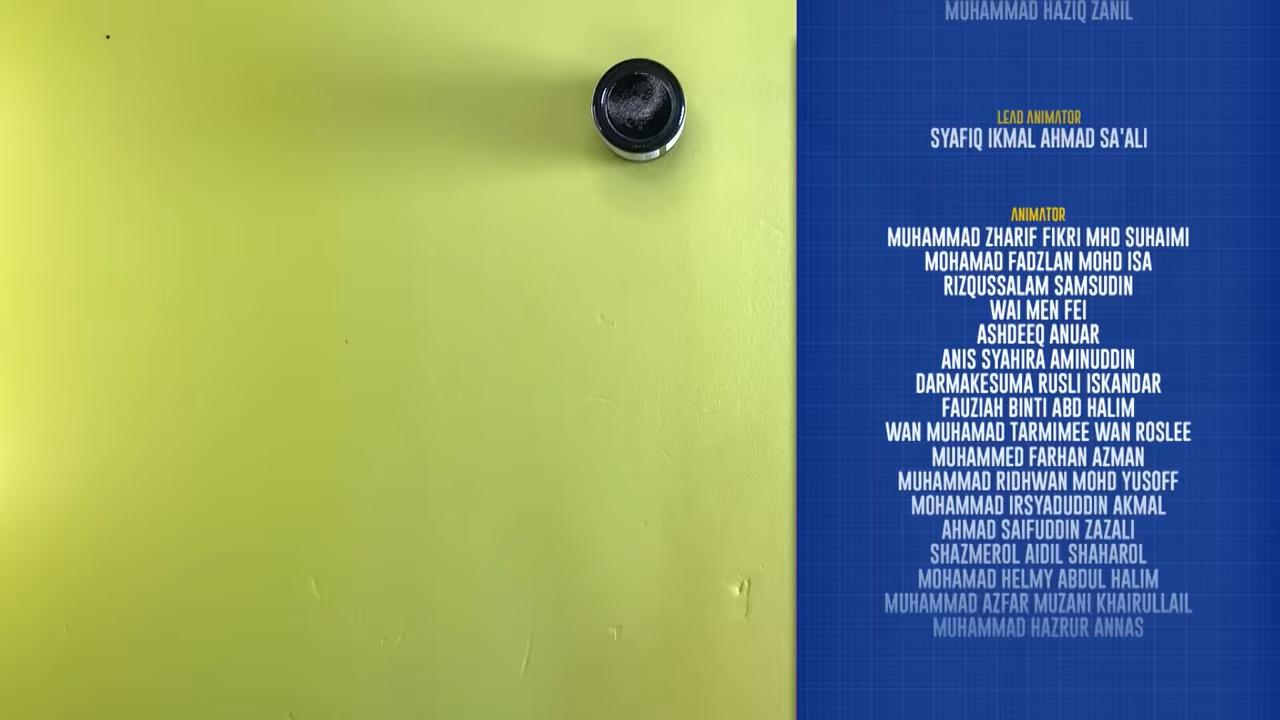 MUHAMMAD HAZIQ ZANIL
LEAD ANIMATOR
SYAFIQ IKMAL AHMAD SA'ALI
ANIMATOR
MUHAMMAD ZHARIF FIKRI MHD SUHAIMI
MOHAMAD FADZLAN MOHD ISA
RIZQUSSALAM SAMSUDIN
WAI MEN FEI
ASHDEEQ ANUAR
ANIS SYAHIRA AMINUDDIN
DARMAKESUMA RUSLI ISKANDAR
FAUZIAH BINTI ABD HALIM
WAN MUHAMAD TARMIMEE WAN ROSLEE
MUHAMMED FARHAN AZMAN
MUHAMMAD RIDHWAN MOHD YUSOFF
MOHAMMAD IRSYADUDDIN AKMAL
AHMAD SAIFUDDIN ZAZALI
SHAZMEROL AIDIL SHAHAROL
MOHAMAD HELMY ABDUL HALIM
MUHAMMAD AZFAR MUZANI KHAIRULLAIL
MUHAMMAD HAZRUR ANNAS